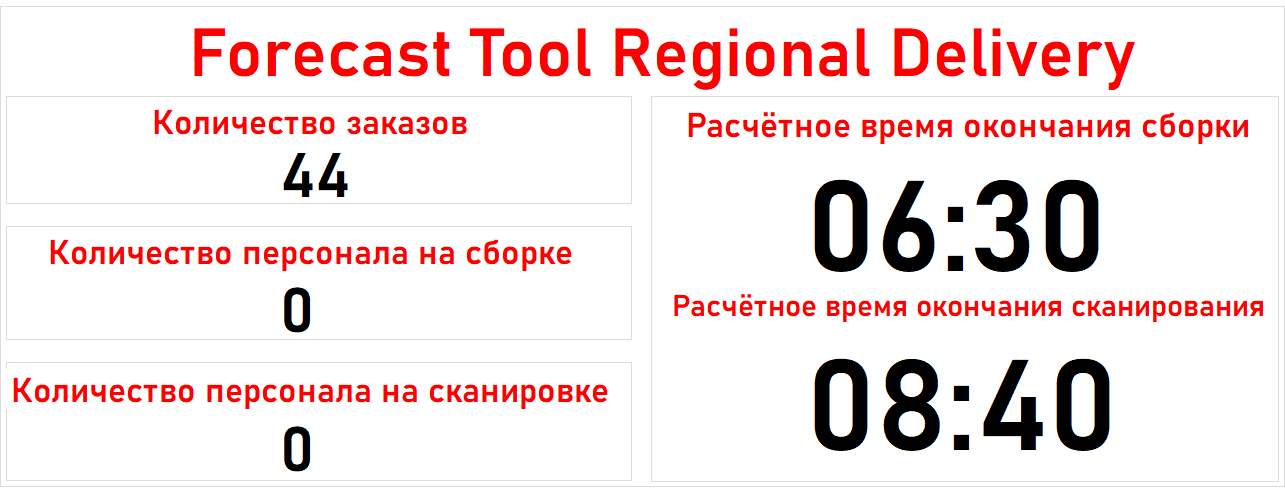 Forecast Tool Regional Delivery
Количество заказов
44
Количество персонала на сборке
0
Количество персонала на сканировке
0
Расчётное время окончания сборки
06:30
Расчётное время окончания сканирования
08:40